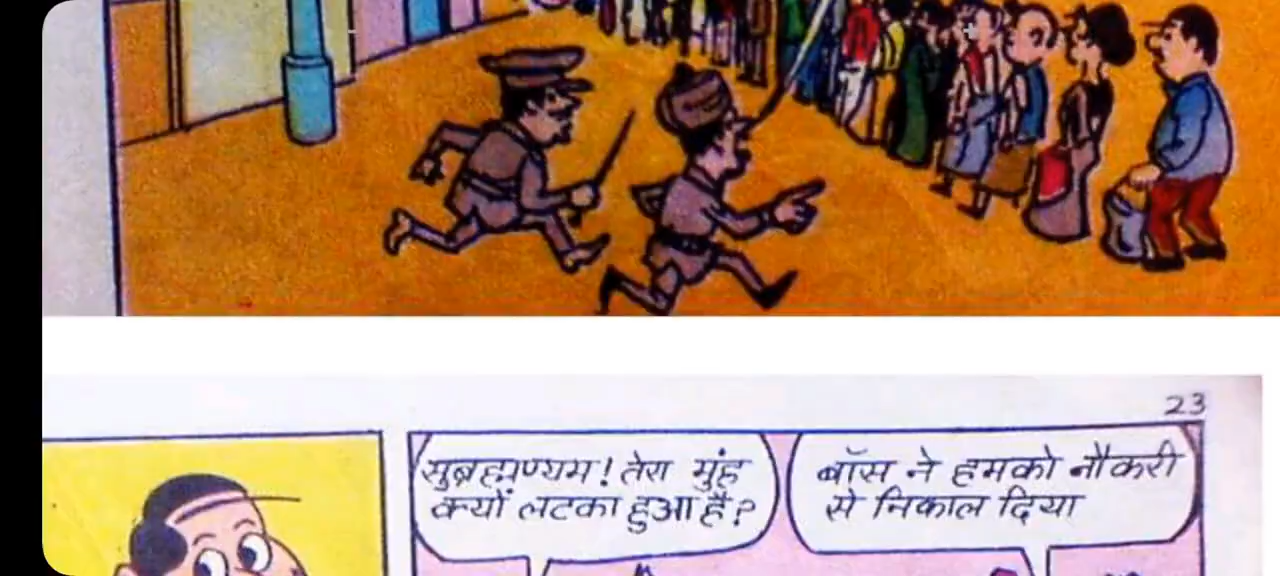 23
सुब्रह्मण्यम! तेरा मुंह
क्यों लटका हुआ है?
बॉस ने हमको नौकरी
से निकाल दिया